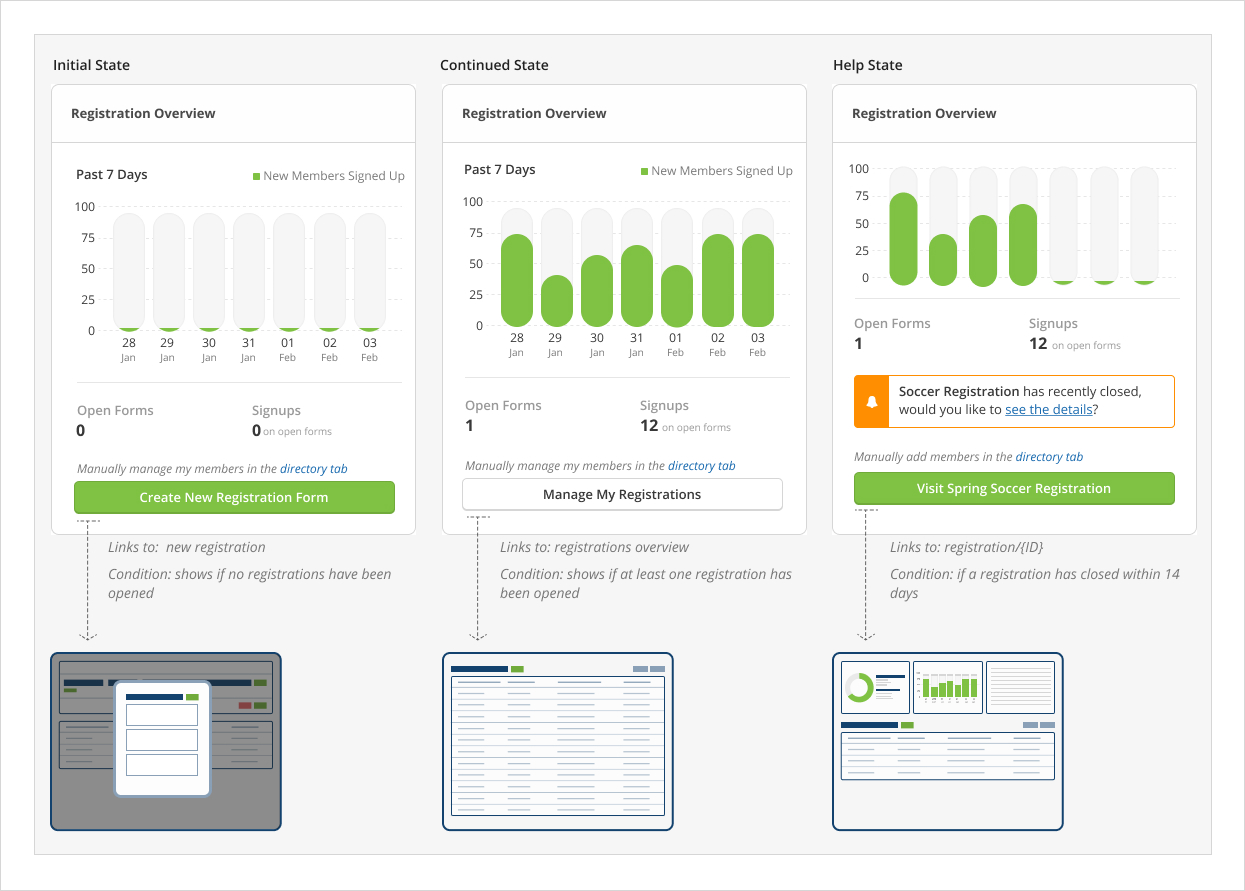 Initial State
Registration Overview
Past 7 Days
New Members Signed Up
100
75
50
25
0
28 29 30 31 01 02 03
Jan Jan Jan Jan Feb Feb Feb
Open Forms Signups
0 0 on open forms
Manually manage my members in the directory tab
Create New Registration Form
Links to: new registration
Condition: shows if no registrations have been
opened
Continued State
Registration Overview
Past 7 Days
New Members Signed Up
100
75
50
25
0
28 29 30 31 01 02 03
Jan Jan Jan Jan Feb Feb Feb
Open Forms Signups
1 12 on open forms
Manually manage my members in the directory tab
Manage My Registrations
Links to: registrations overview
Condition: shows if at least one registration has
been opened
Help State
Registration Overview
100
75
50
25
0
Open Forms Signups
1 12 on open forms
Soccer Registration has recently closed,
would you like to see the details?
Manually add members in the directory tab
Visit Spring Soccer Registration
Links to: registration/{ID}
Condition: if a registration has closed within 14
days